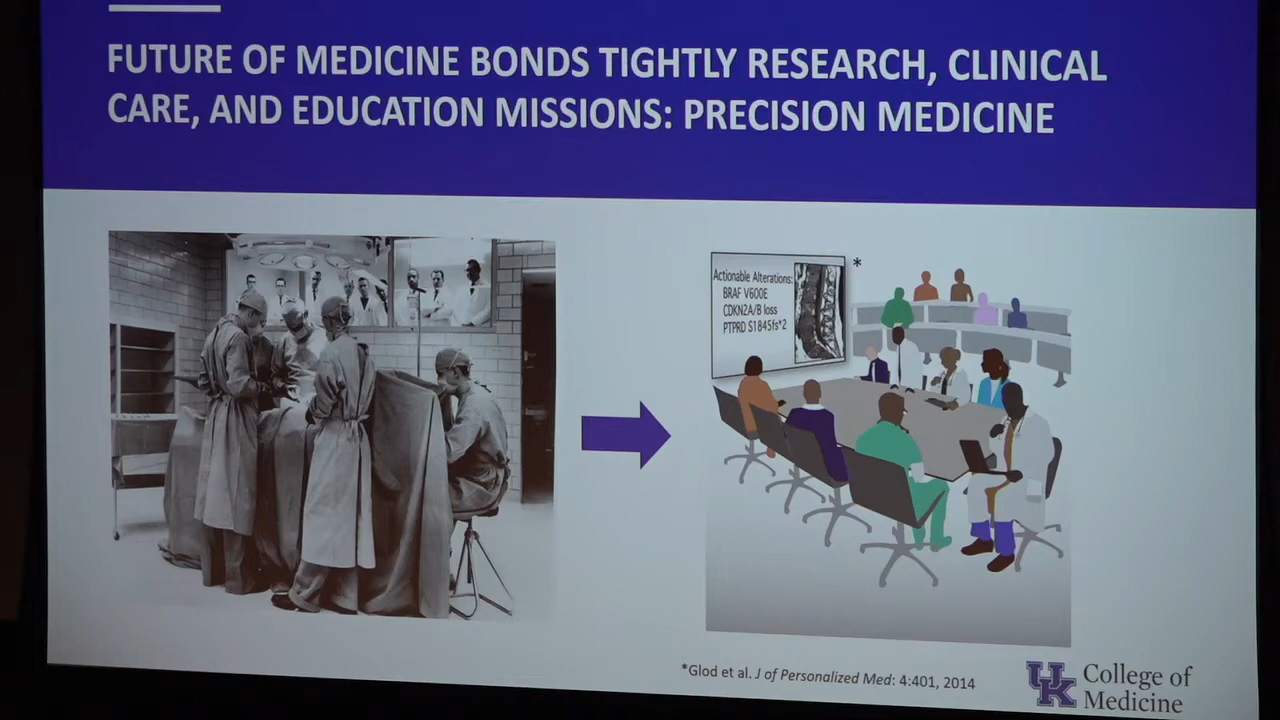 FUTURE OF MEDICINE BONDS TIGHTLY RESEARCH, CLINICAL
CARE, AND EDUCATION MISSIONS: PRECISION MEDICINE
Actionable Alterations:
BRAF V600E
CDKN2A/B loss
PTPRD S1845fs*2
*
*Glod et al. J of Personalized Med: 4:401, 2014
UK
College of
Medicine